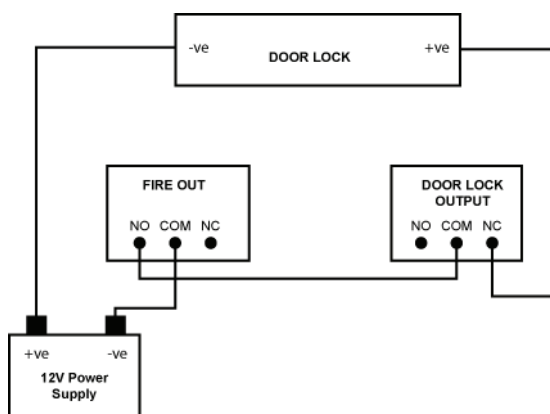 -ve DOOR LOCK +ve
FIRE OUT
NO COM NC
DOOR LOCK
OUTPUT
NO COM NC
+ve -ve
12V Power
Supply